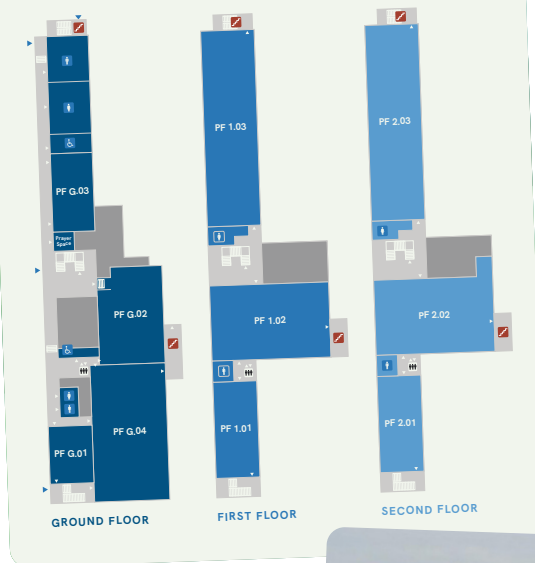 PF G.03
Prayer
Space
PF G.02
PF G.04
PF G.01
GROUND FLOOR
PF 1.03
PF 1.02
PF 1.01
FIRST FLOOR
PF 2.03
PF 2.02
PF 2.01
SECOND FLOOR